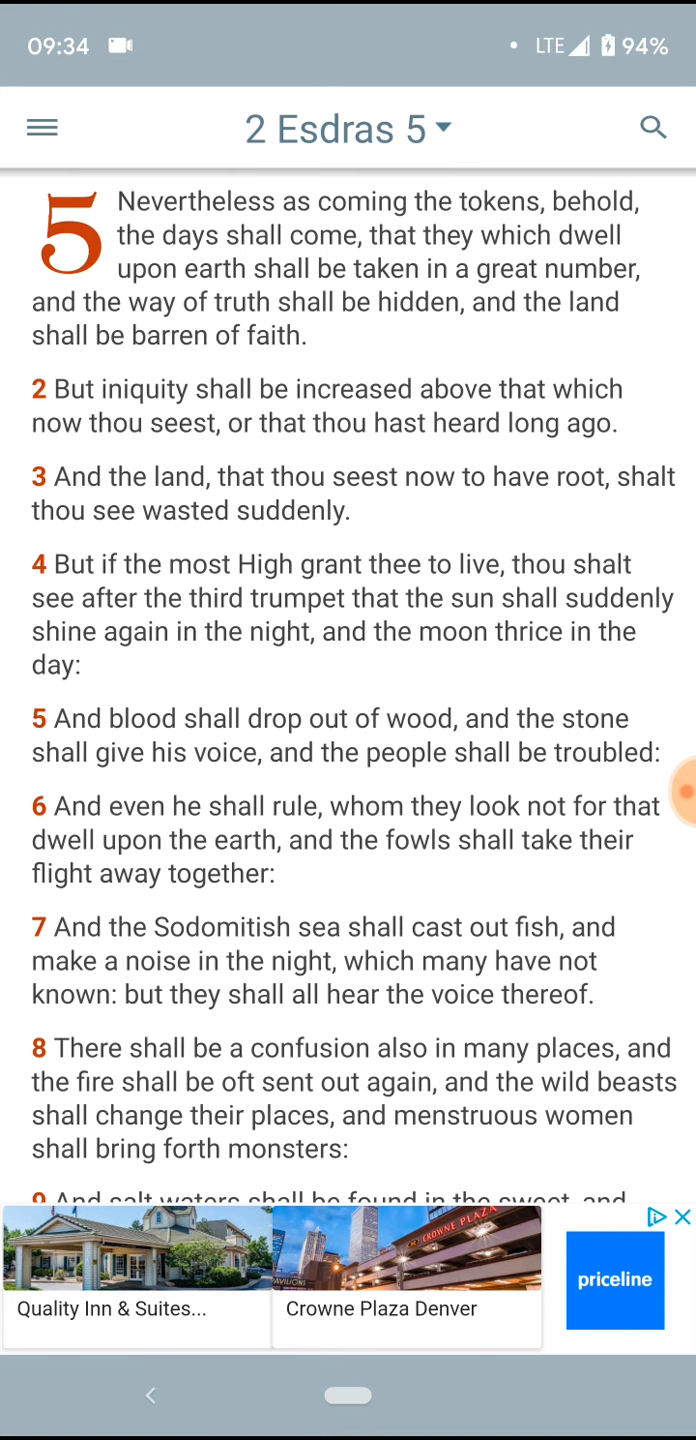 09:34
LTE 94%
2 Esdras 5
5 Nevertheless as coming the tokens, behold,
the days shall come, that they which dwell
upon earth shall be taken in a great number,
and the way of truth shall be hidden, and the land
shall be barren of faith.
2 But iniquity shall be increased above that which
now thou seest, or that thou hast heard long ago.
3 And the land, that thou seest now to have root, shalt
thou see wasted suddenly.
4 But if the most High grant thee to live, thou shalt
see after the third trumpet that the sun shall suddenly
shine again in the night, and the moon thrice in the
day:
5 And blood shall drop out of wood, and the stone
shall give his voice, and the people shall be troubled:
6 And even he shall rule, whom they look not for that
dwell upon the earth, and the fowls shall take their
flight away together:
7 And the Sodomitish sea shall cast out fish, and
make a noise in the night, which many have not
known: but they shall all hear the voice thereof.
8 There shall be a confusion also in many places, and
the fire shall be oft sent out again, and the wild beasts
shall change their places, and menstruous women
shall bring forth monsters:
9 And salt waters shall be found in the sweet, and
CROWNE PLAZA
PAVILIONS
Quality Inn & Suites...
Crowne Plaza Denver
priceline